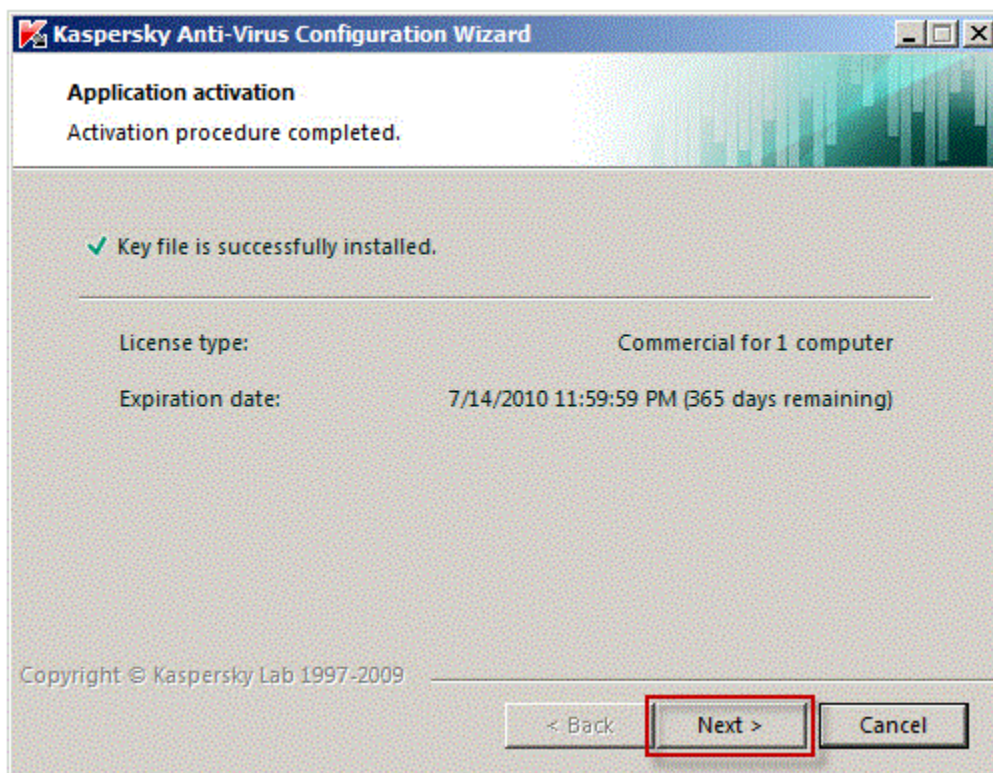 Kaspersky Anti-Virus Configuration Wizard
Application activation
Activation procedure completed.
Key file is successfully installed.
License type: Commercial for 1 computer
Expiration date: 7/14/2010 11:59:59 PM (365 days remaining)
Copyright © Kaspersky Lab 1997-2009
< Back Next > Cancel